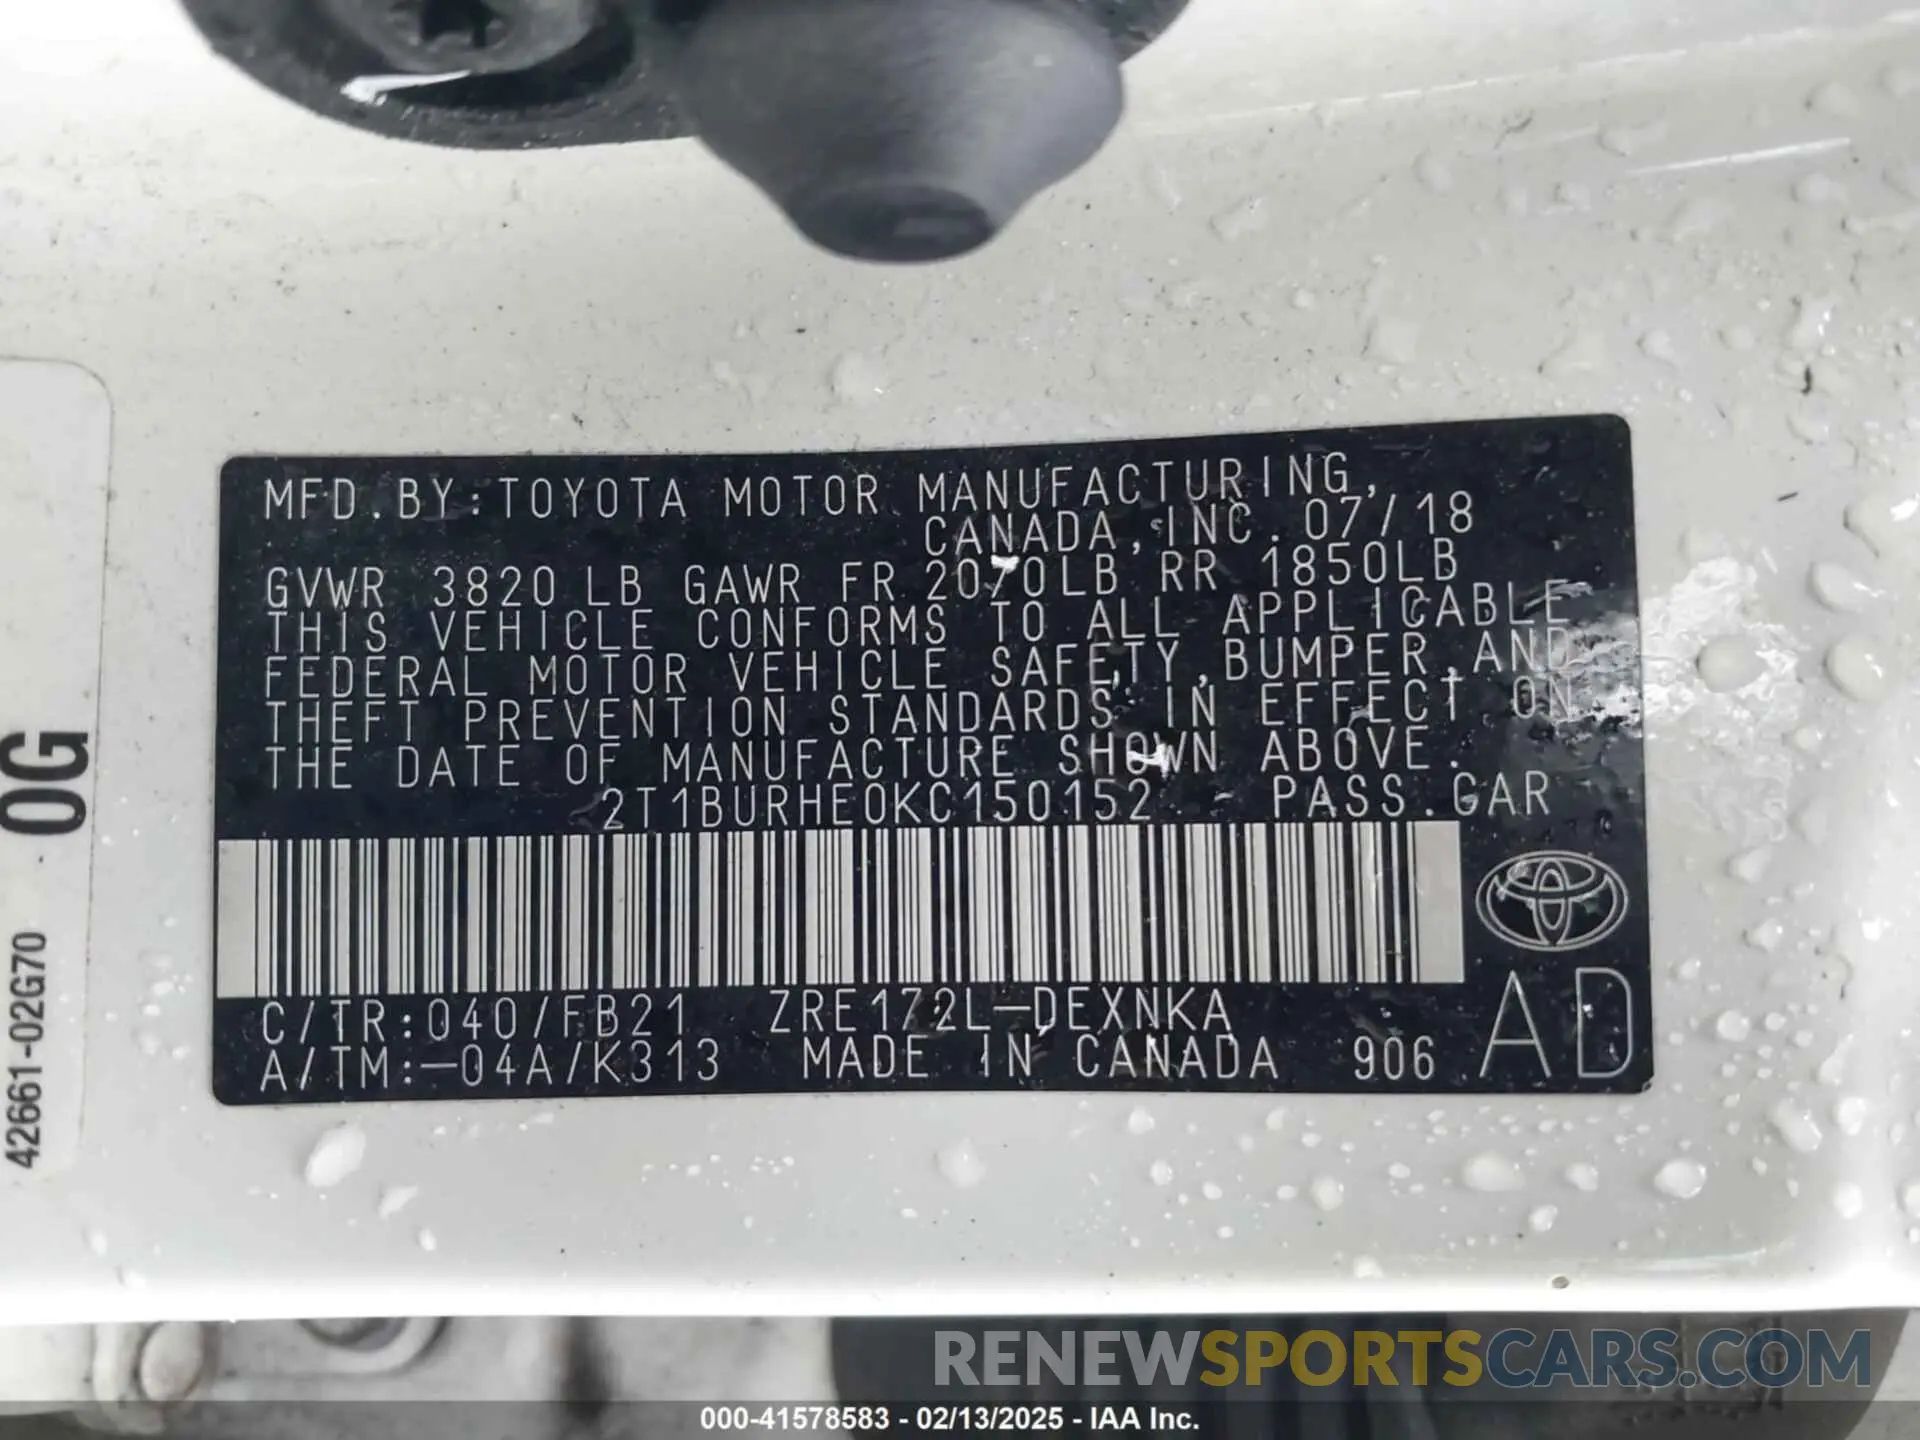 MFD.BY:TOYOTA MOTOR MANUFACTURING,
CANADA,INC. 07/18
GVWR 3820 LB GAWR FR 2070LB RR 1850LB
THIS VEHICLE CONFORMS TO ALL APPLICABLE
FEDERAL MOTOR VEHICLE SAFETY,BUMPER,AND
THEFT PREVENTION STANDARDS IN EFFECT ON
THE DATE OF MANUFACTURE SHOWN ABOVE.
2T1BURHE0KC150152 PASS.CAR
C/TR:040/FB21 ZRE172L-DEXNKA
A/TM:-04A/K313 MADE IN CANADA 906 AD
0G
42661-02G70
RENEWSPORTSCARS.COM
000-41578583 - 02/13/2025 - IAA Inc.